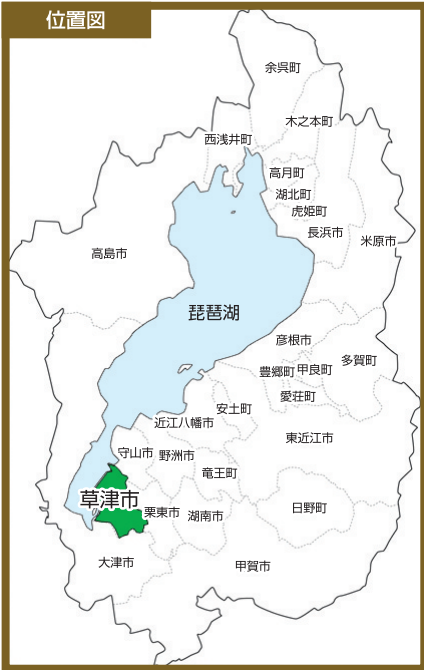 位置図
余呉町
木之本町
西浅井町
高月町
湖北町
虎姫町
長浜市
米原市
高島市
琵琶湖
彦根市
多賀町
豊郷町
甲良町
愛荘町
安土町
近江八幡市
東近江市
守山市
野洲市
竜王町
草津市
栗東市
湖南市
日野町
大津市
甲賀市